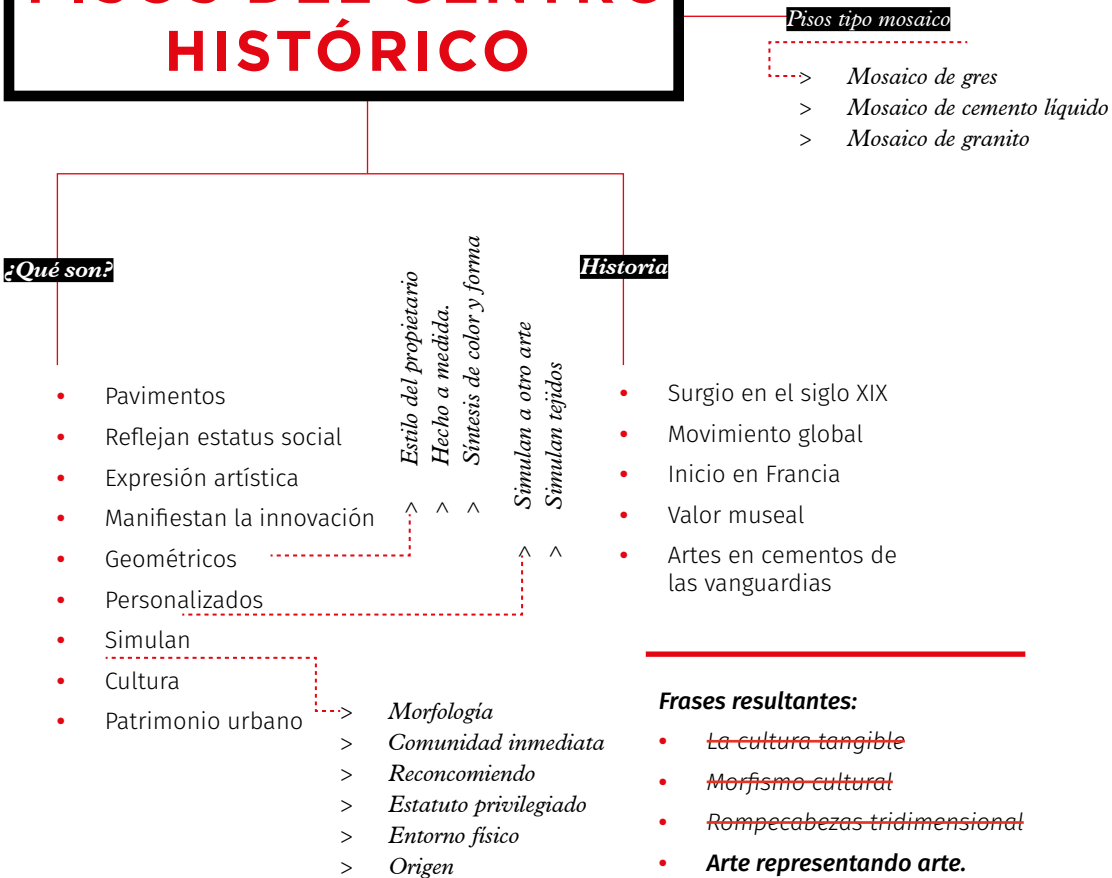 PISOS DEL CENTRO
HISTÓRICO
Pisos tipo mosaico
> Mosaico de gres
> Mosaico de cemento líquido
> Mosaico de granito
¿Qué son?
• Pavimentos
• Reflejan estatus social
• Expresión artística
• Manifiestan la innovación
• Geométricos
• Personalizados
• Simulan
• Cultura
• Patrimonio urbano
> Estilo del propietario
> Hecho a medida.
> Síntesis de color y forma
> Simulan a otro arte
> Simulan tejidos
> Morfología
> Comunidad inmediata
> Reconcomiendo
> Estatuto privilegiado
> Entorno físico
> Origen
Historia
• Surgio en el siglo XIX
• Movimiento global
• Inicio en Francia
• Valor museal
• Artes en cementos de
las vanguardias
Frases resultantes:
• La cultura tangible
• Morfismo cultural
• Rompecabezas tridimensional
• Arte representando arte.